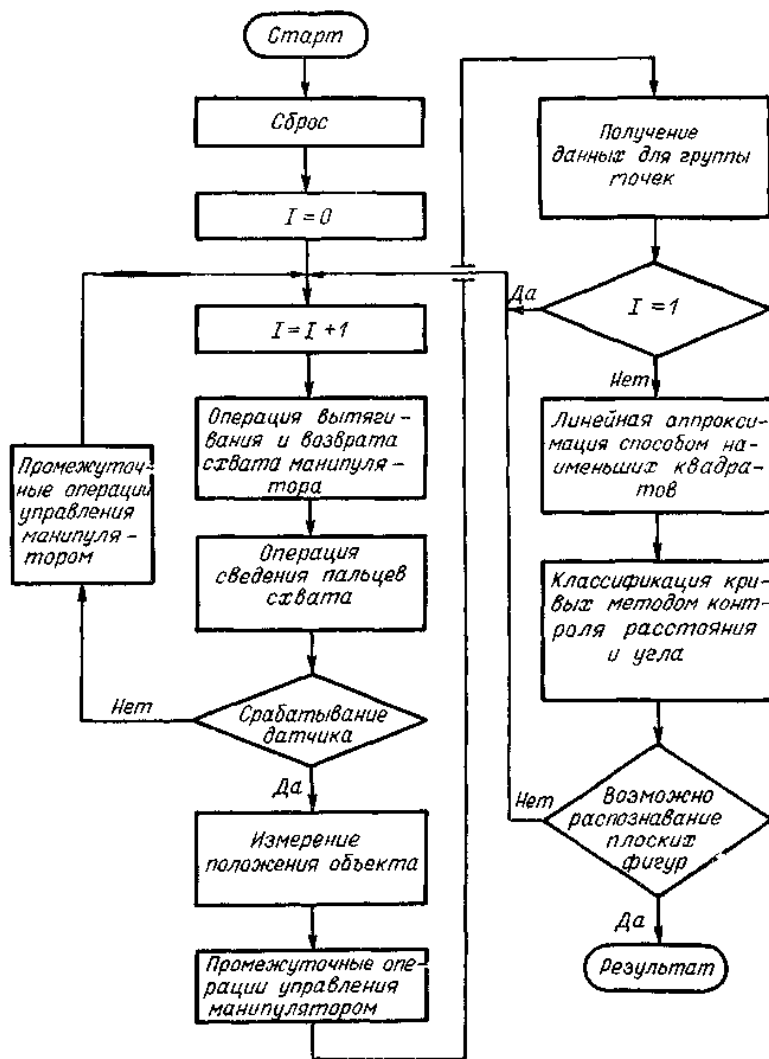 Старт
Сброс
I = 0
I = I + 1
Операция вытяги-
вания и возврата
схвата манипуля-
тора
Промежуточ-
ные операции
управления
манипуля-
тором
Операция
сведения пальцев
схвата
Нет
Срабатывание
датчика
Да
Измерение
положения объекта
Промежуточные опе-
рации управления
манипулятором
Получение
данных для группы
точек
Да
I = 1
Нет
Линейная аппрокси-
мация способом на-
именьших квадра-
тов
Классификация кри-
вых методом конт-
роля расстояния
и угла
Нет
Возможно
распознавание
плоских
фигур
Да
Результат